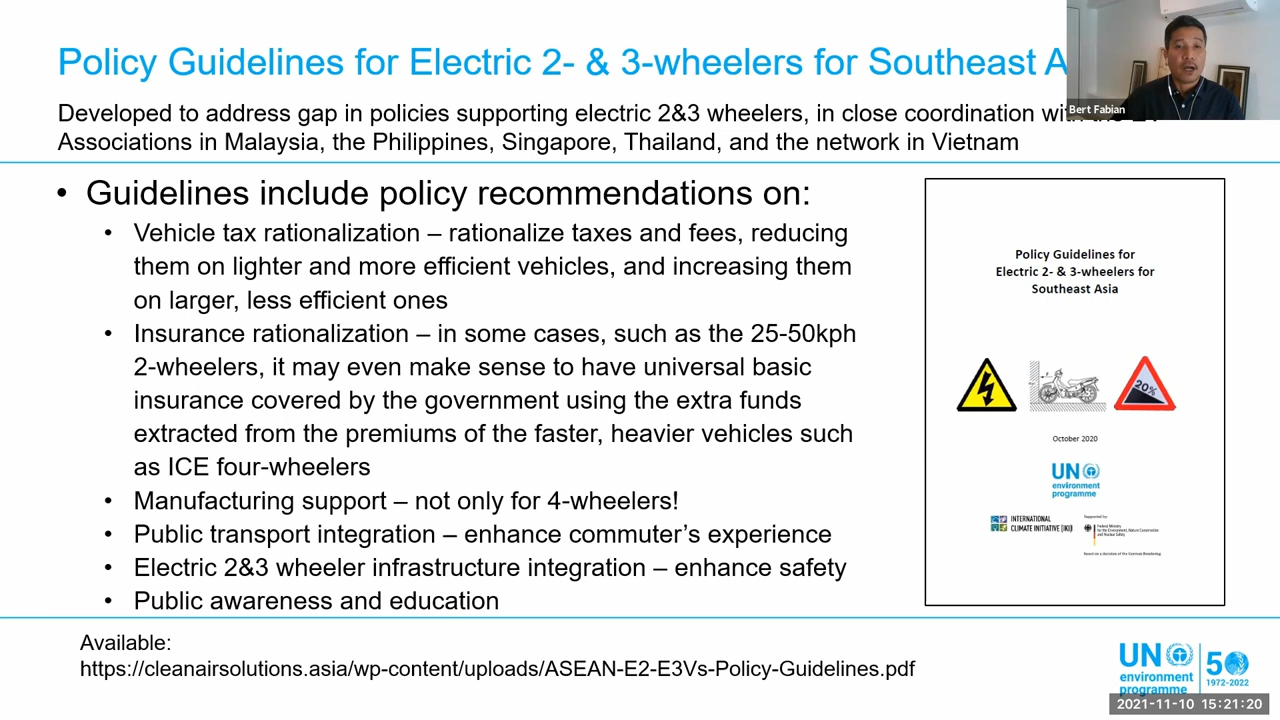 Policy Guidelines for Electric 2- & 3-wheelers for Southeast A
Bert Fabian
Developed to address gap in policies supporting electric 2&3 wheelers, in close coordination with the
Associations in Malaysia, the Philippines, Singapore, Thailand, and the network in Vietnam
• Guidelines include policy recommendations on:
• Vehicle tax rationalization – rationalize taxes and fees, reducing
them on lighter and more efficient vehicles, and increasing them
on larger, less efficient ones
• Insurance rationalization – in some cases, such as the 25-50kph
2-wheelers, it may even make sense to have universal basic
insurance covered by the government using the extra funds
extracted from the premiums of the faster, heavier vehicles such
as ICE four-wheelers
• Manufacturing support – not only for 4-wheelers!
• Public transport integration – enhance commuter’s experience
• Electric 2&3 wheeler infrastructure integration – enhance safety
• Public awareness and education
Policy Guidelines for
Electric 2- & 3-wheelers for
Southeast Asia
20%
October 2020
UN
environment
programme
INTERNATIONAL
CLIMATE INITIATIVE (IKI)
Supported by:
Federal Ministry
for the Environment, Nature Conservation
and Nuclear Safety
based on a decision of the German Bundestag
Available:
https://cleanairsolutions.asia/wp-content/uploads/ASEAN-E2-E3Vs-Policy-Guidelines.pdf
UN
environment
programme
50
1972-2022
2021-11-10 15:21:20